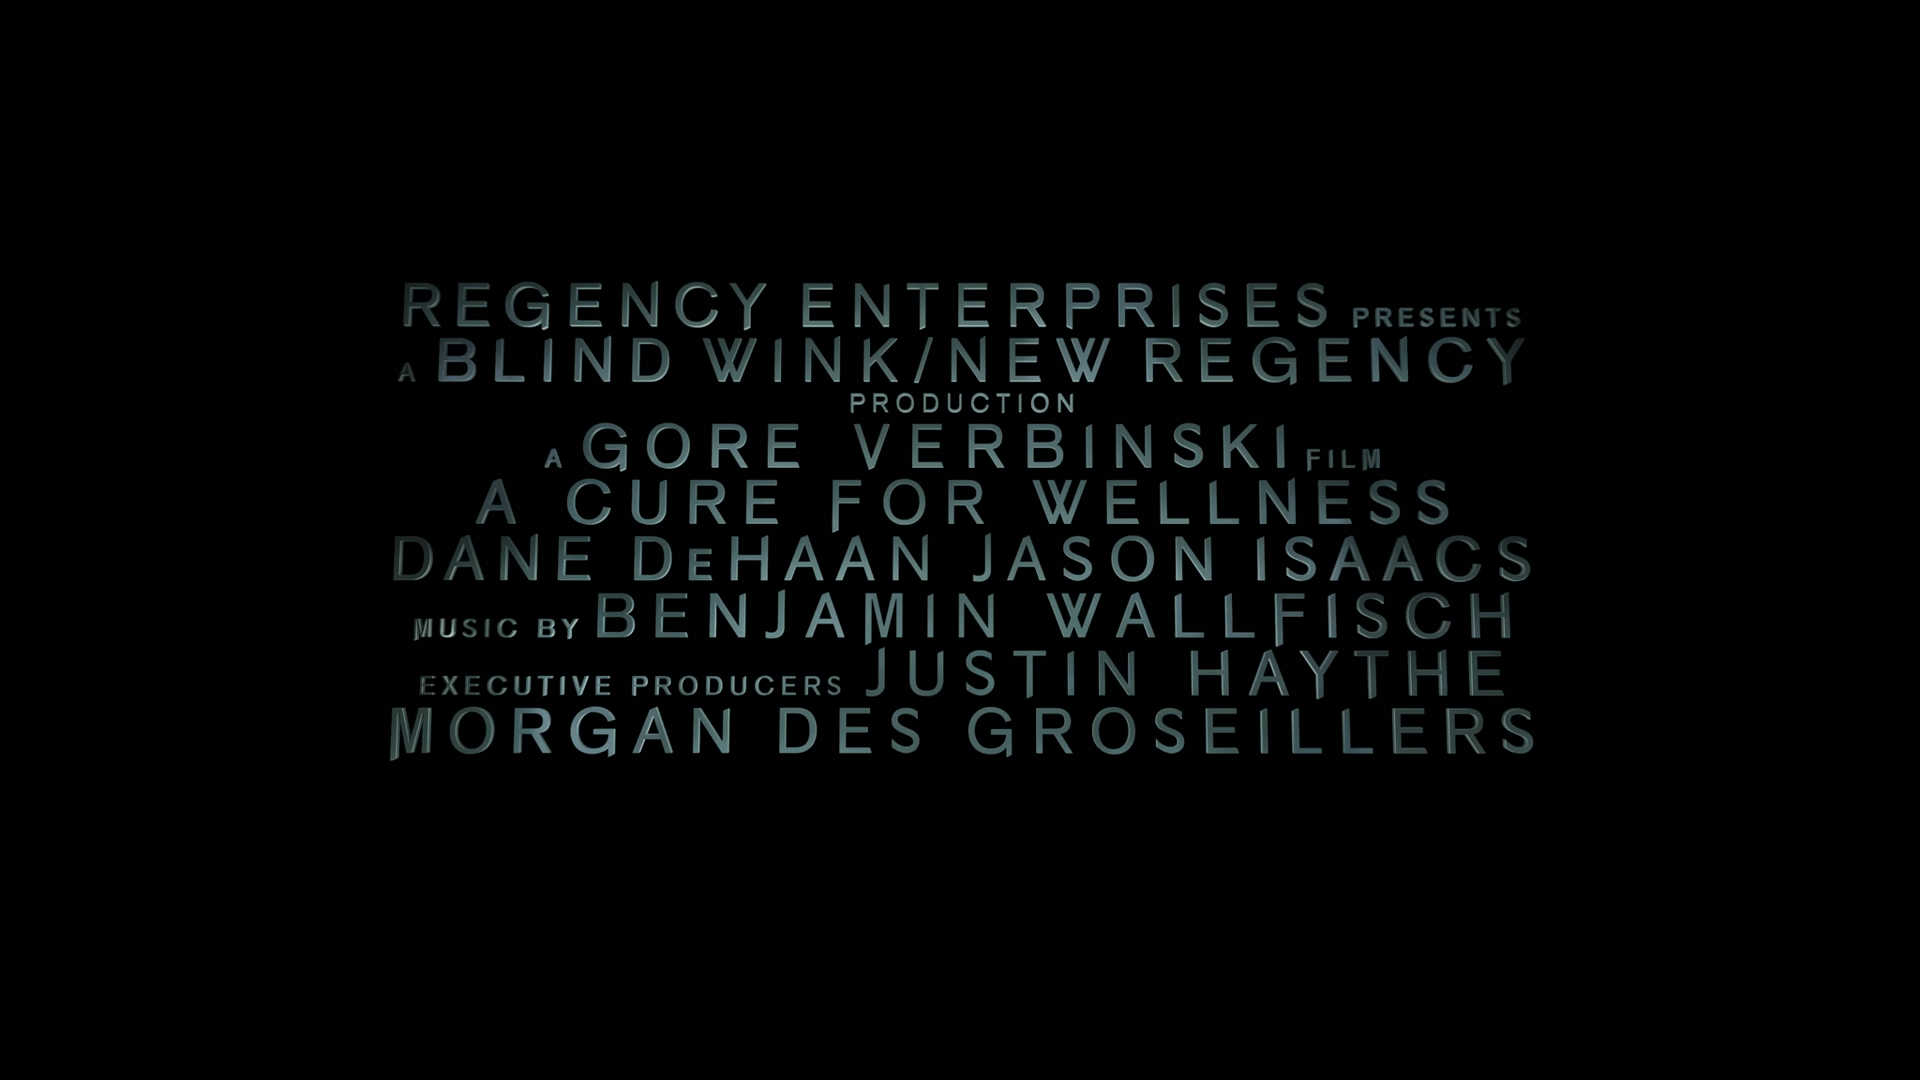 REGENCY ENTERPRISES PRESENTS
A BLIND WINK/NEW REGENCY
PRODUCTION
A GORE VERBINSKI FILM
A CURE FOR WELLNESS
DANE DeHAAN JASON ISAACS
MUSIC BY BENJAMIN WALLFISCH
EXECUTIVE PRODUCERS JUSTIN HAYTHE
MORGAN DES GROSEILLERS